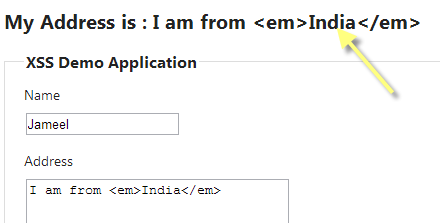 My Address is : I am from <em>India</em>
XSS Demo Application
Name
Jameel
Address
I am from <em>India</em>